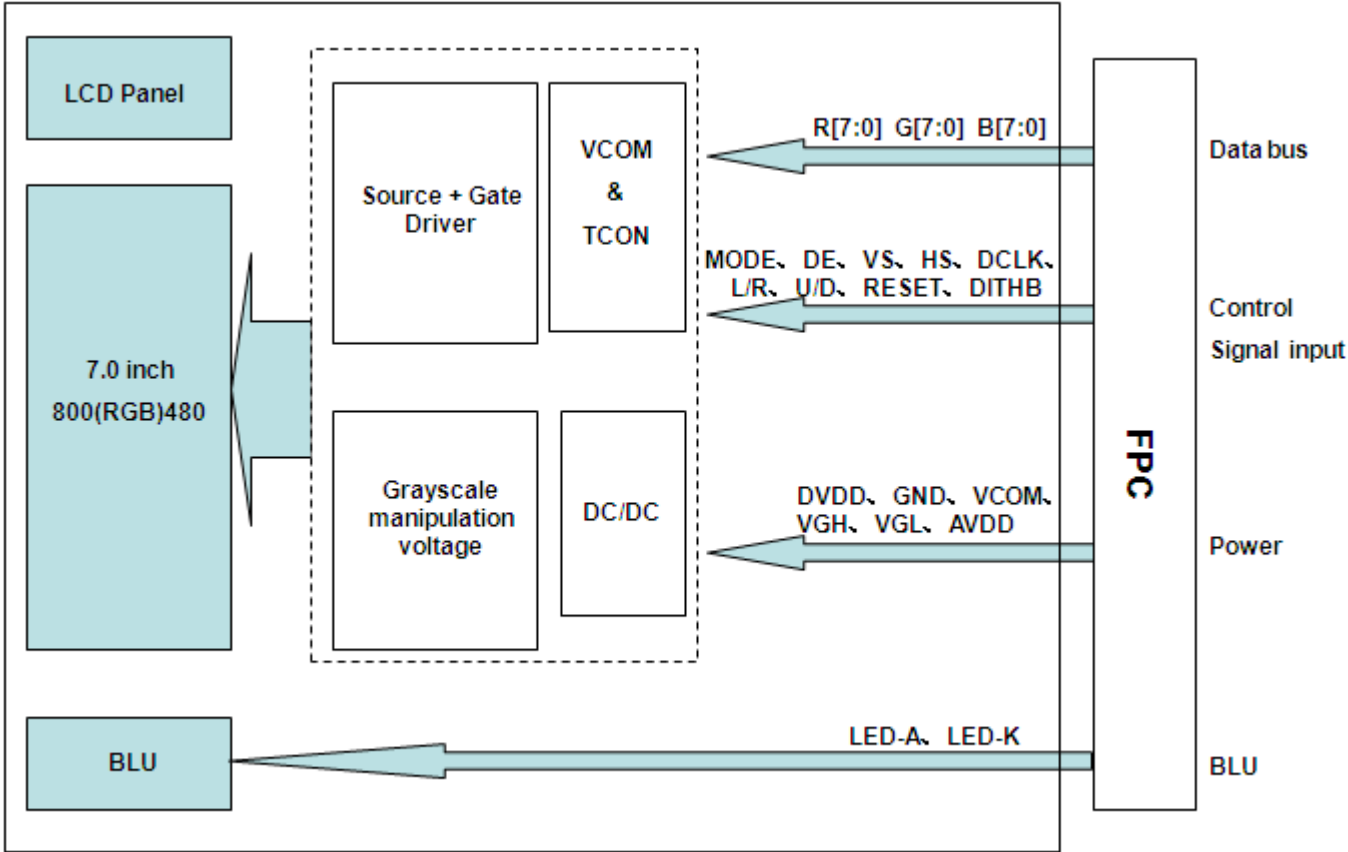 LCD Panel
7.0 inch
800(RGB)480
BLU
Source + Gate
Driver
VCOM
&
TCON
Grayscale
manipulation
voltage
DC/DC
R[7:0] G[7:0] B[7:0]
MODE、DE、VS、HS、DCLK、
L/R、U/D、RESET、DITHB
DVDD、GND、VCOM、
VGH、VGL、AVDD
LED-A、LED-K
FPC
Data bus
Control
Signal input
Power
BLU